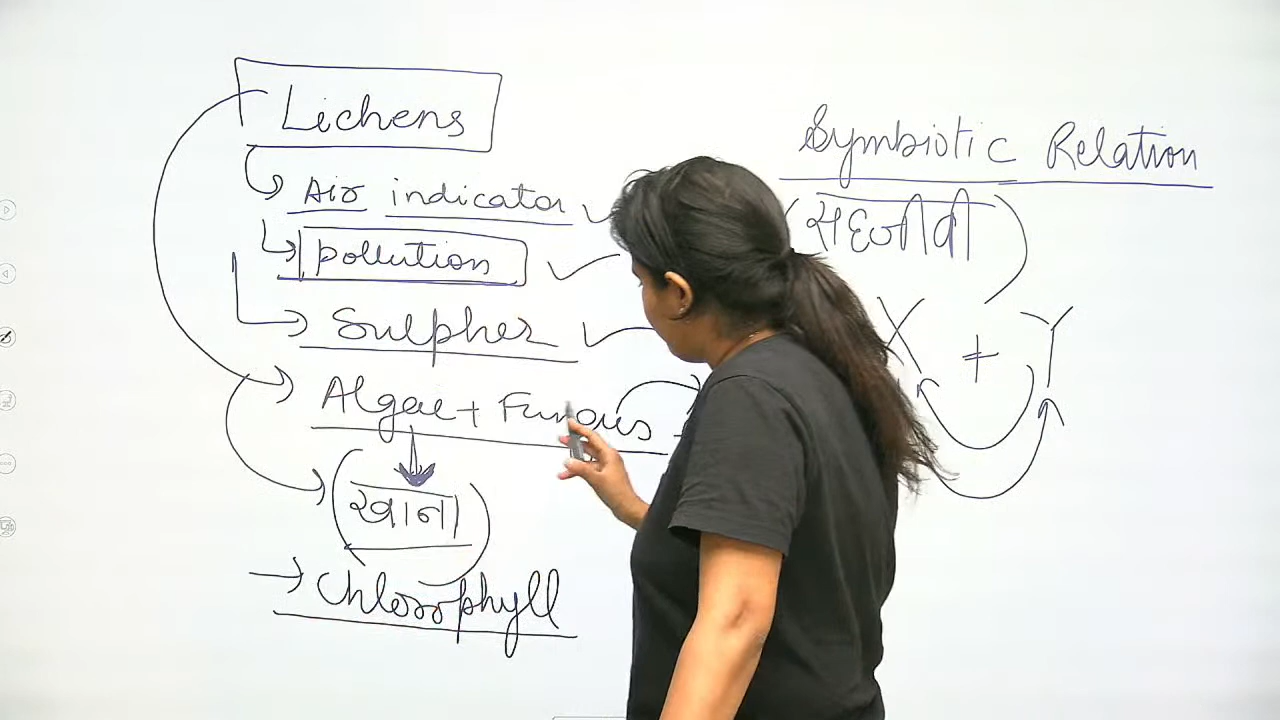 Lichens
Air indicator
pollution
Sulpher
Algae + Fungus
(खाना)
Chlorophyll
Symbiotic Relation
(सहजीवी)
X + Y